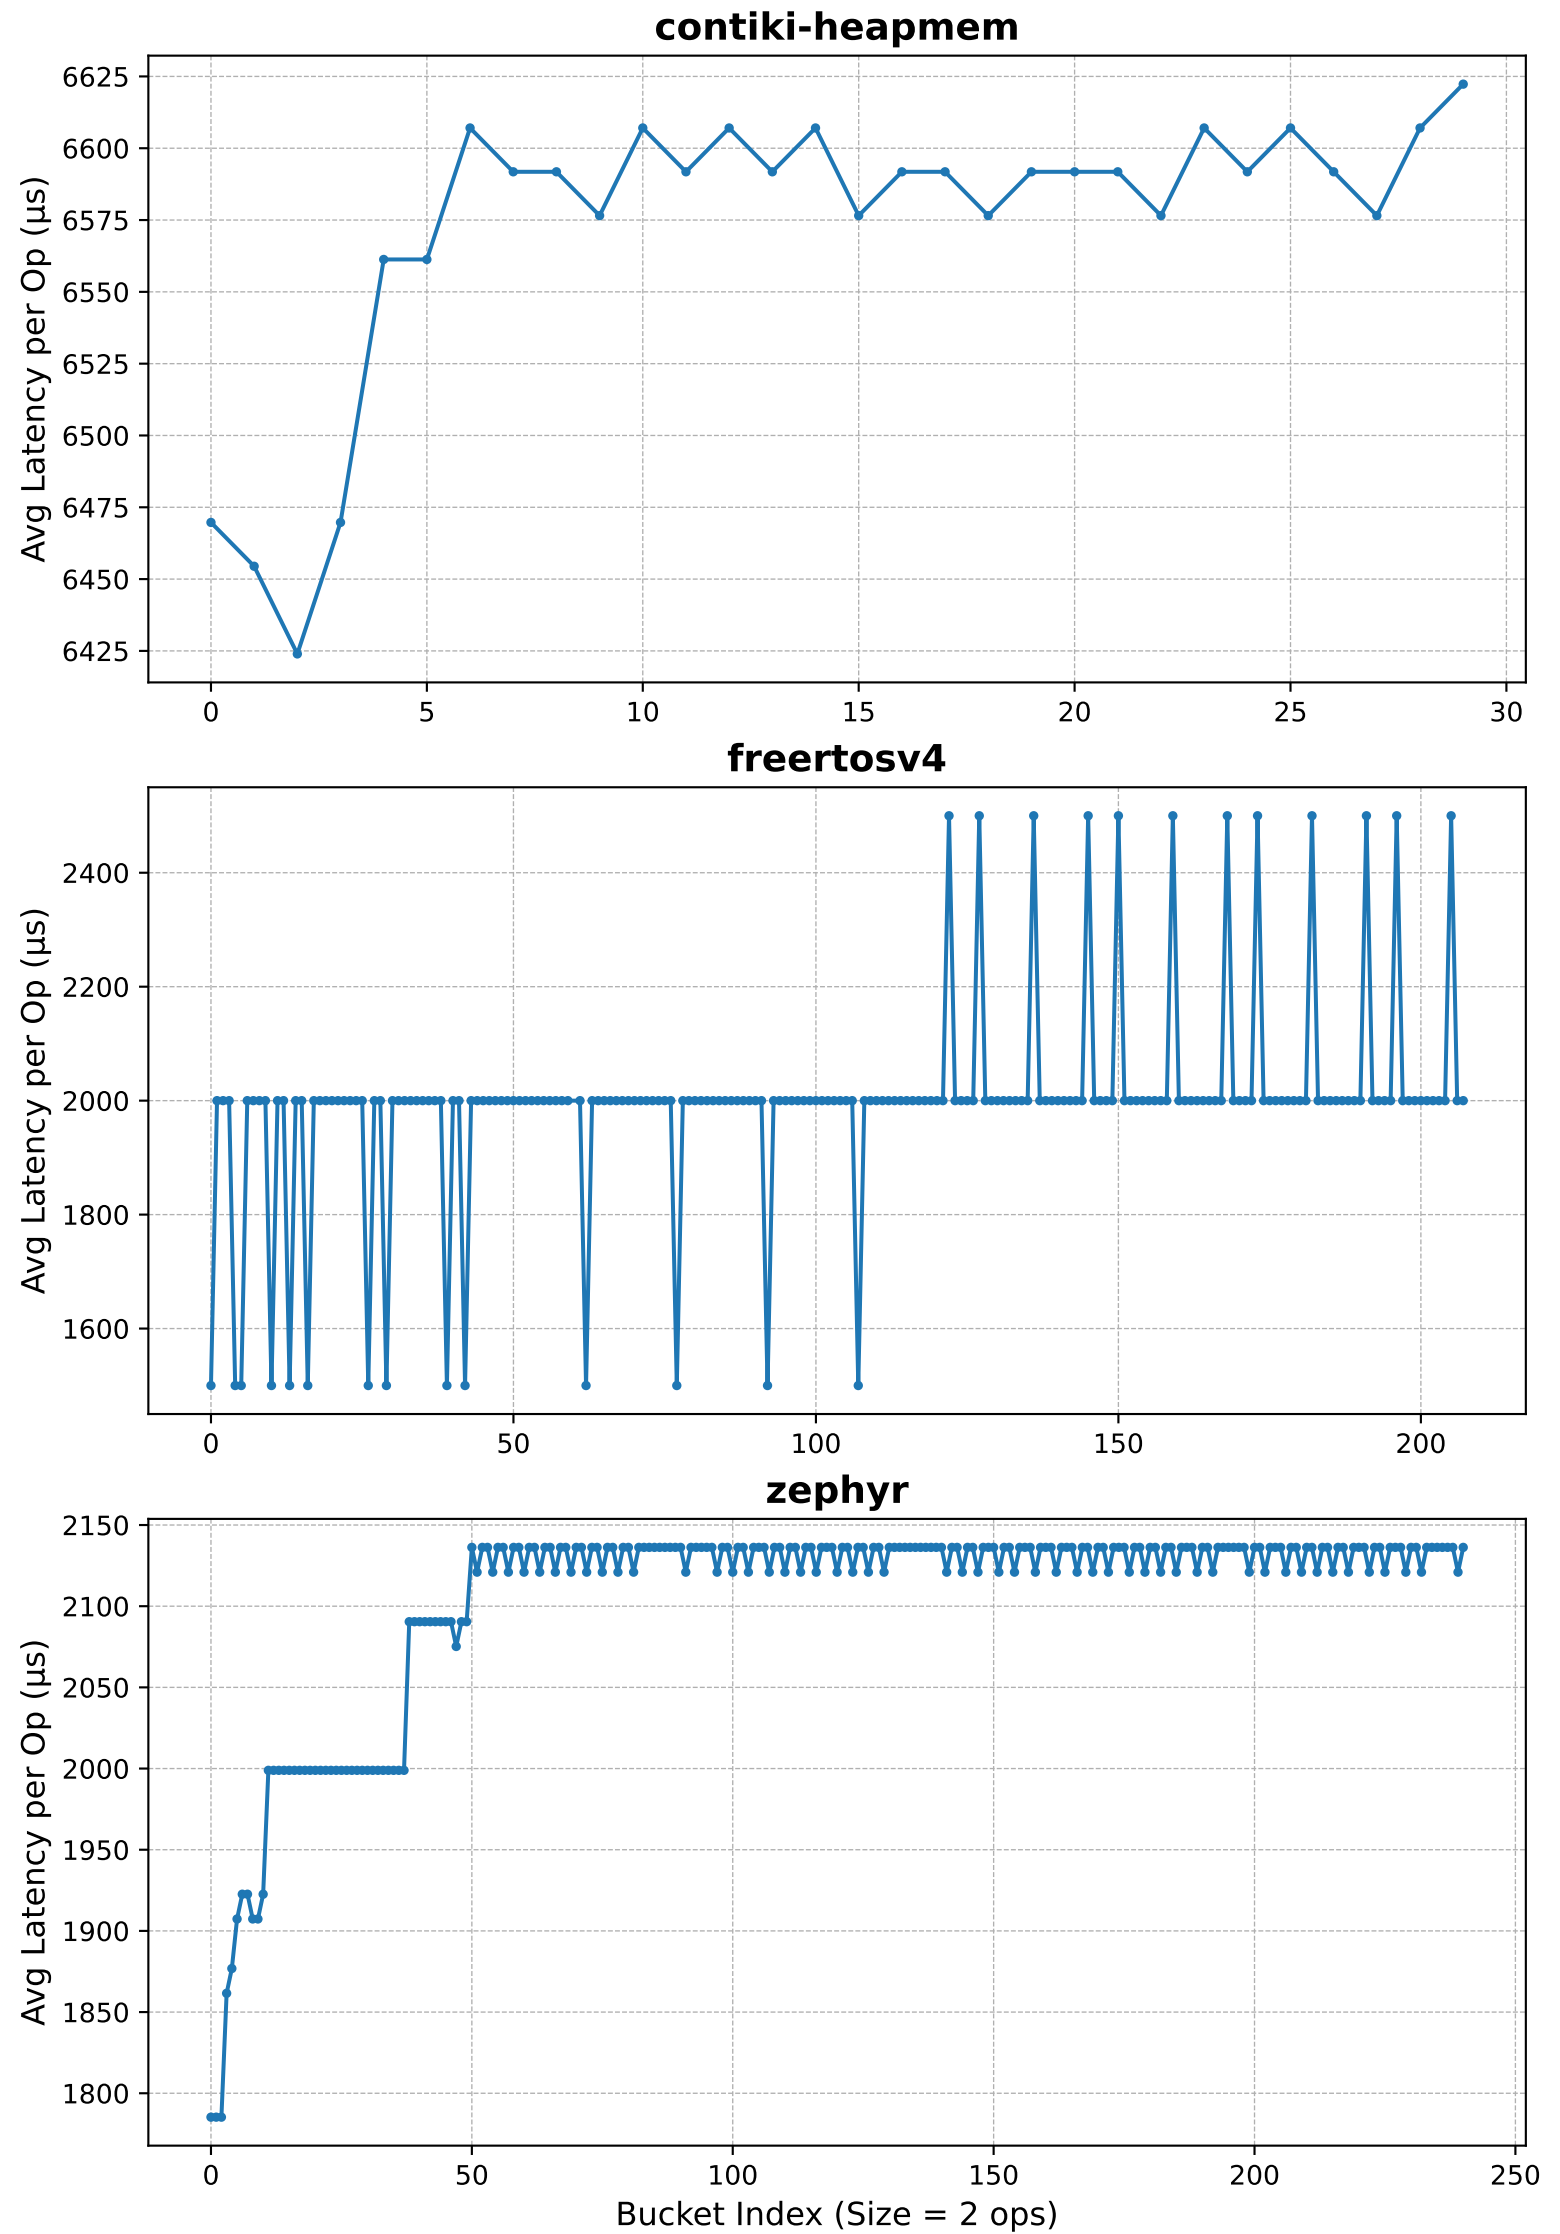 contiki-heapmem
Avg Latency per Op (µs)
6625
6600
6575
6550
6525
6500
6475
6450
6425
0 5 10 15 20 25 30
freertosv4
Avg Latency per Op (µs)
2400
2200
2000
1800
1600
0 50 100 150 200
zephyr
Avg Latency per Op (µs)
2150
2100
2050
2000
1950
1900
1850
1800
0 50 100 150 200 250
Bucket Index (Size = 2 ops)